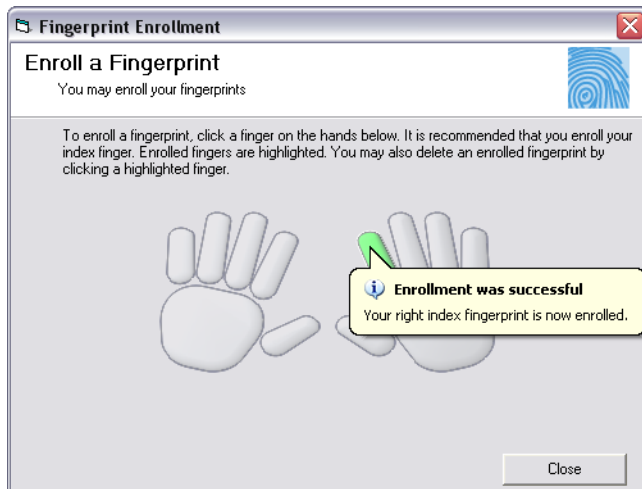 Fingerprint Enrollment
Enroll a Fingerprint
You may enroll your fingerprints
To enroll a fingerprint, click a finger on the hands below. It is recommended that you enroll your
index finger. Enrolled fingers are highlighted. You may also delete an enrolled fingerprint by
clicking a highlighted finger.
Enrollment was successful
Your right index fingerprint is now enrolled.
Close